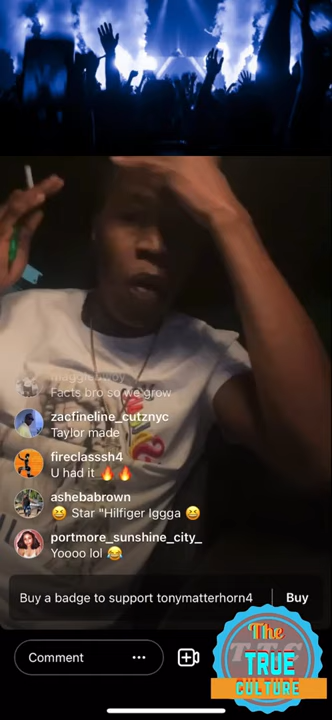 Facts bro so we grow
zacfineline_cutznyc
Taylor made
fireclasssh4
U had it 🔥🔥
ashebabrown
😆 Star "Hilfiger Iggga 😆
portmore_sunshine_city_
Yoooo lol 😂
Buy a badge to support tonymatterhorn4
Buy
Comment
The
TRUE
CULTURE